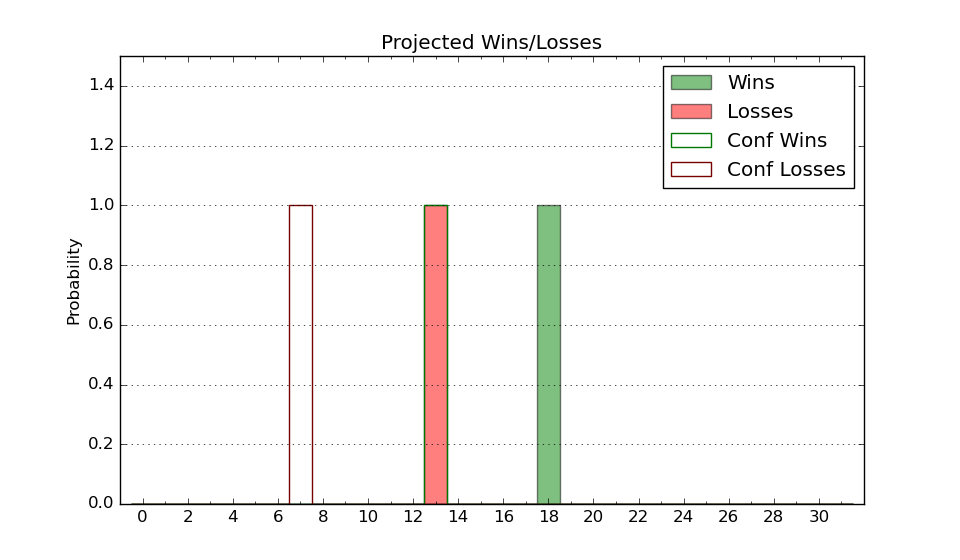 Projected Wins/Losses
Wins
Losses
Conf Wins
Conf Losses
Probability
1.4
1.2
1.0
0.8
0.6
0.4
0.2
0.0
0 2 4 6 8 10 12 14 16 18 20 22 24 26 28 30